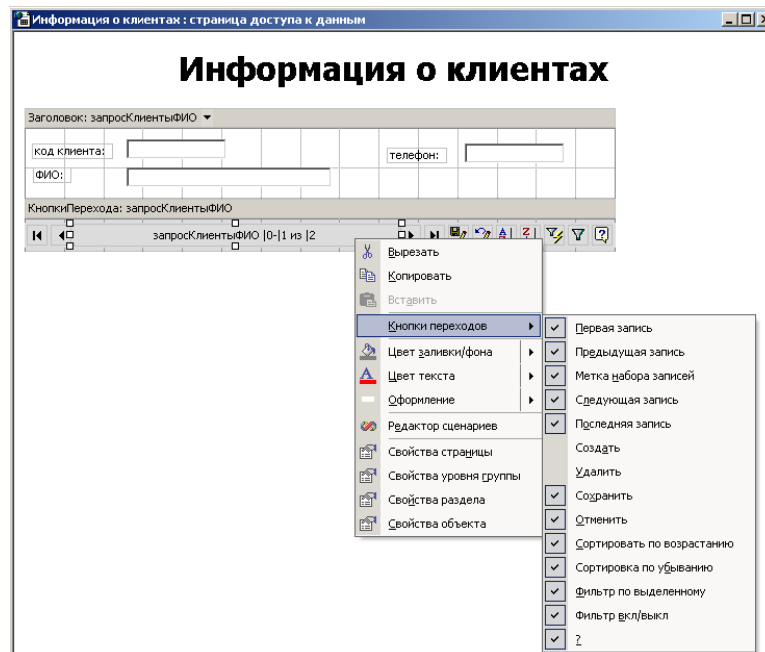 Информация о клиентах : страница доступа к данным
Информация о клиентах
Заголовок: запросКлиентыФИО
код клиента:
телефон:
ФИО:
КнопкиПерехода: запросКлиентыФИО
запросКлиентыФИО |0-|1 из |2
Вырезать
Копировать
Вставить
Кнопки переходов
Цвет заливки/фона
Цвет текста
Оформление
Редактор сценариев
Свойства страницы
Свойства уровня группы
Свойства раздела
Свойства объекта
Первая запись
Предыдущая запись
Метка набора записей
Следующая запись
Последняя запись
Создать
Удалить
Сохранить
Отменить
Сортировать по возрастанию
Сортировка по убыванию
Фильтр по выделенному
Фильтр вкл/выкл
?